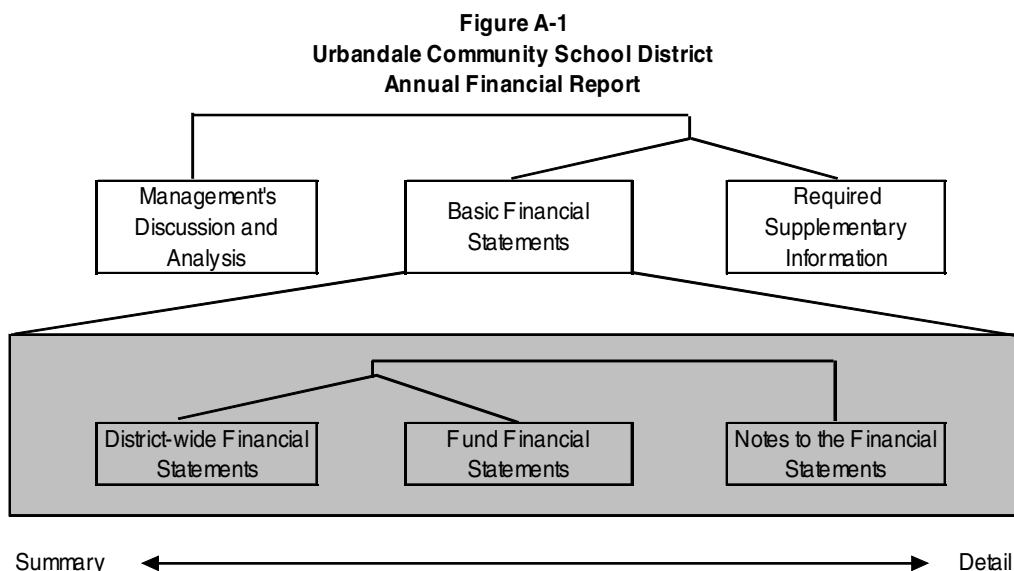 Figure A-1
Urbandale Community School District
Annual Financial Report
Management's
Discussion and
Analysis
Basic Financial
Statements
Required
Supplementary
Information
District-wide Financial
Statements
Fund Financial
Statements
Notes to the Financial
Statements
Summary
Detail